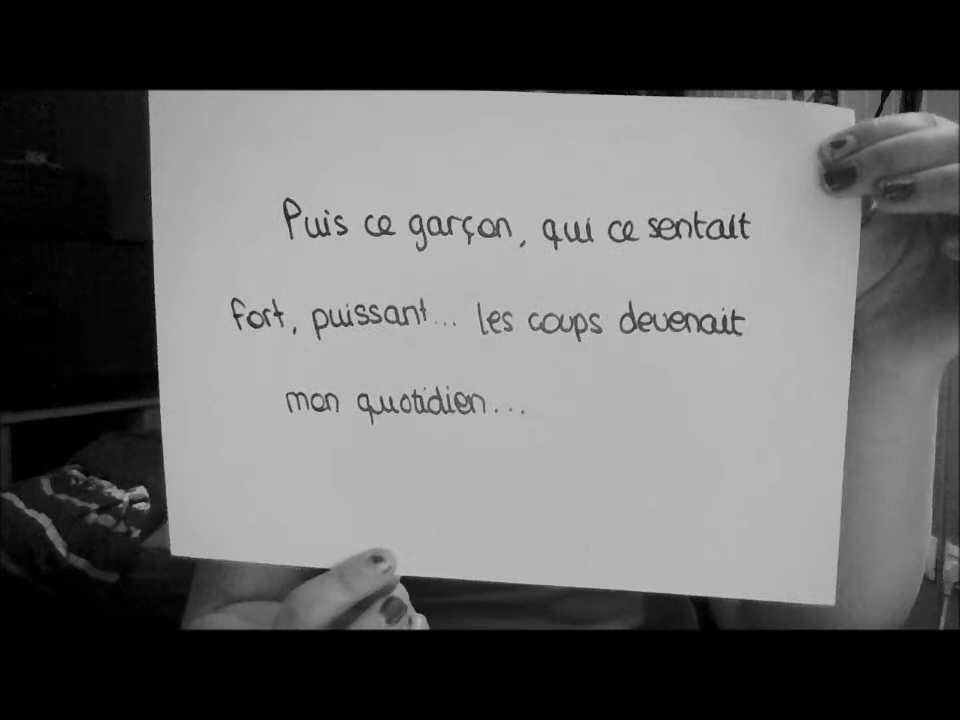 Puis ce garçon, qui ce sentait
fort, puissant... les coups devenait
mon quotidien...